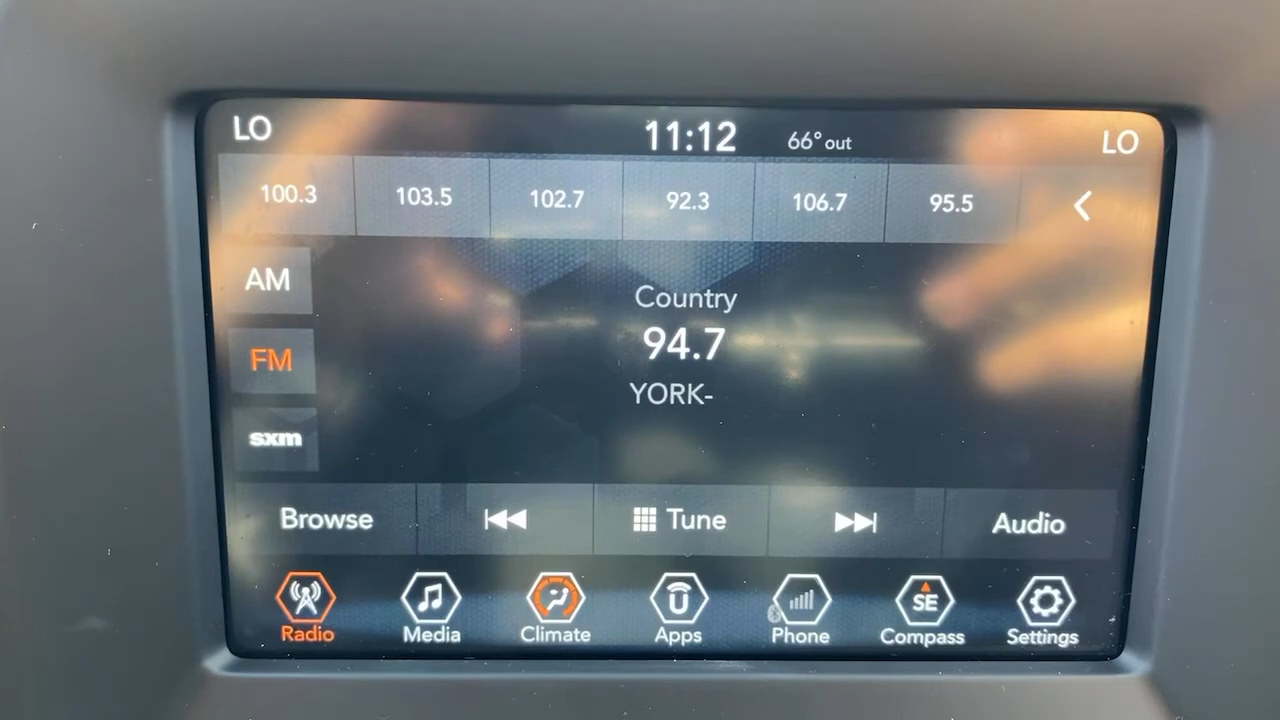 LO 11:12 66° out LO
100.3 103.5 102.7 92.3 106.7 95.5
AM
Country
94.7
FM
YORK-
sxm
Browse Tune Audio
U SE
Radio Media Climate Apps Phone Compass Settings